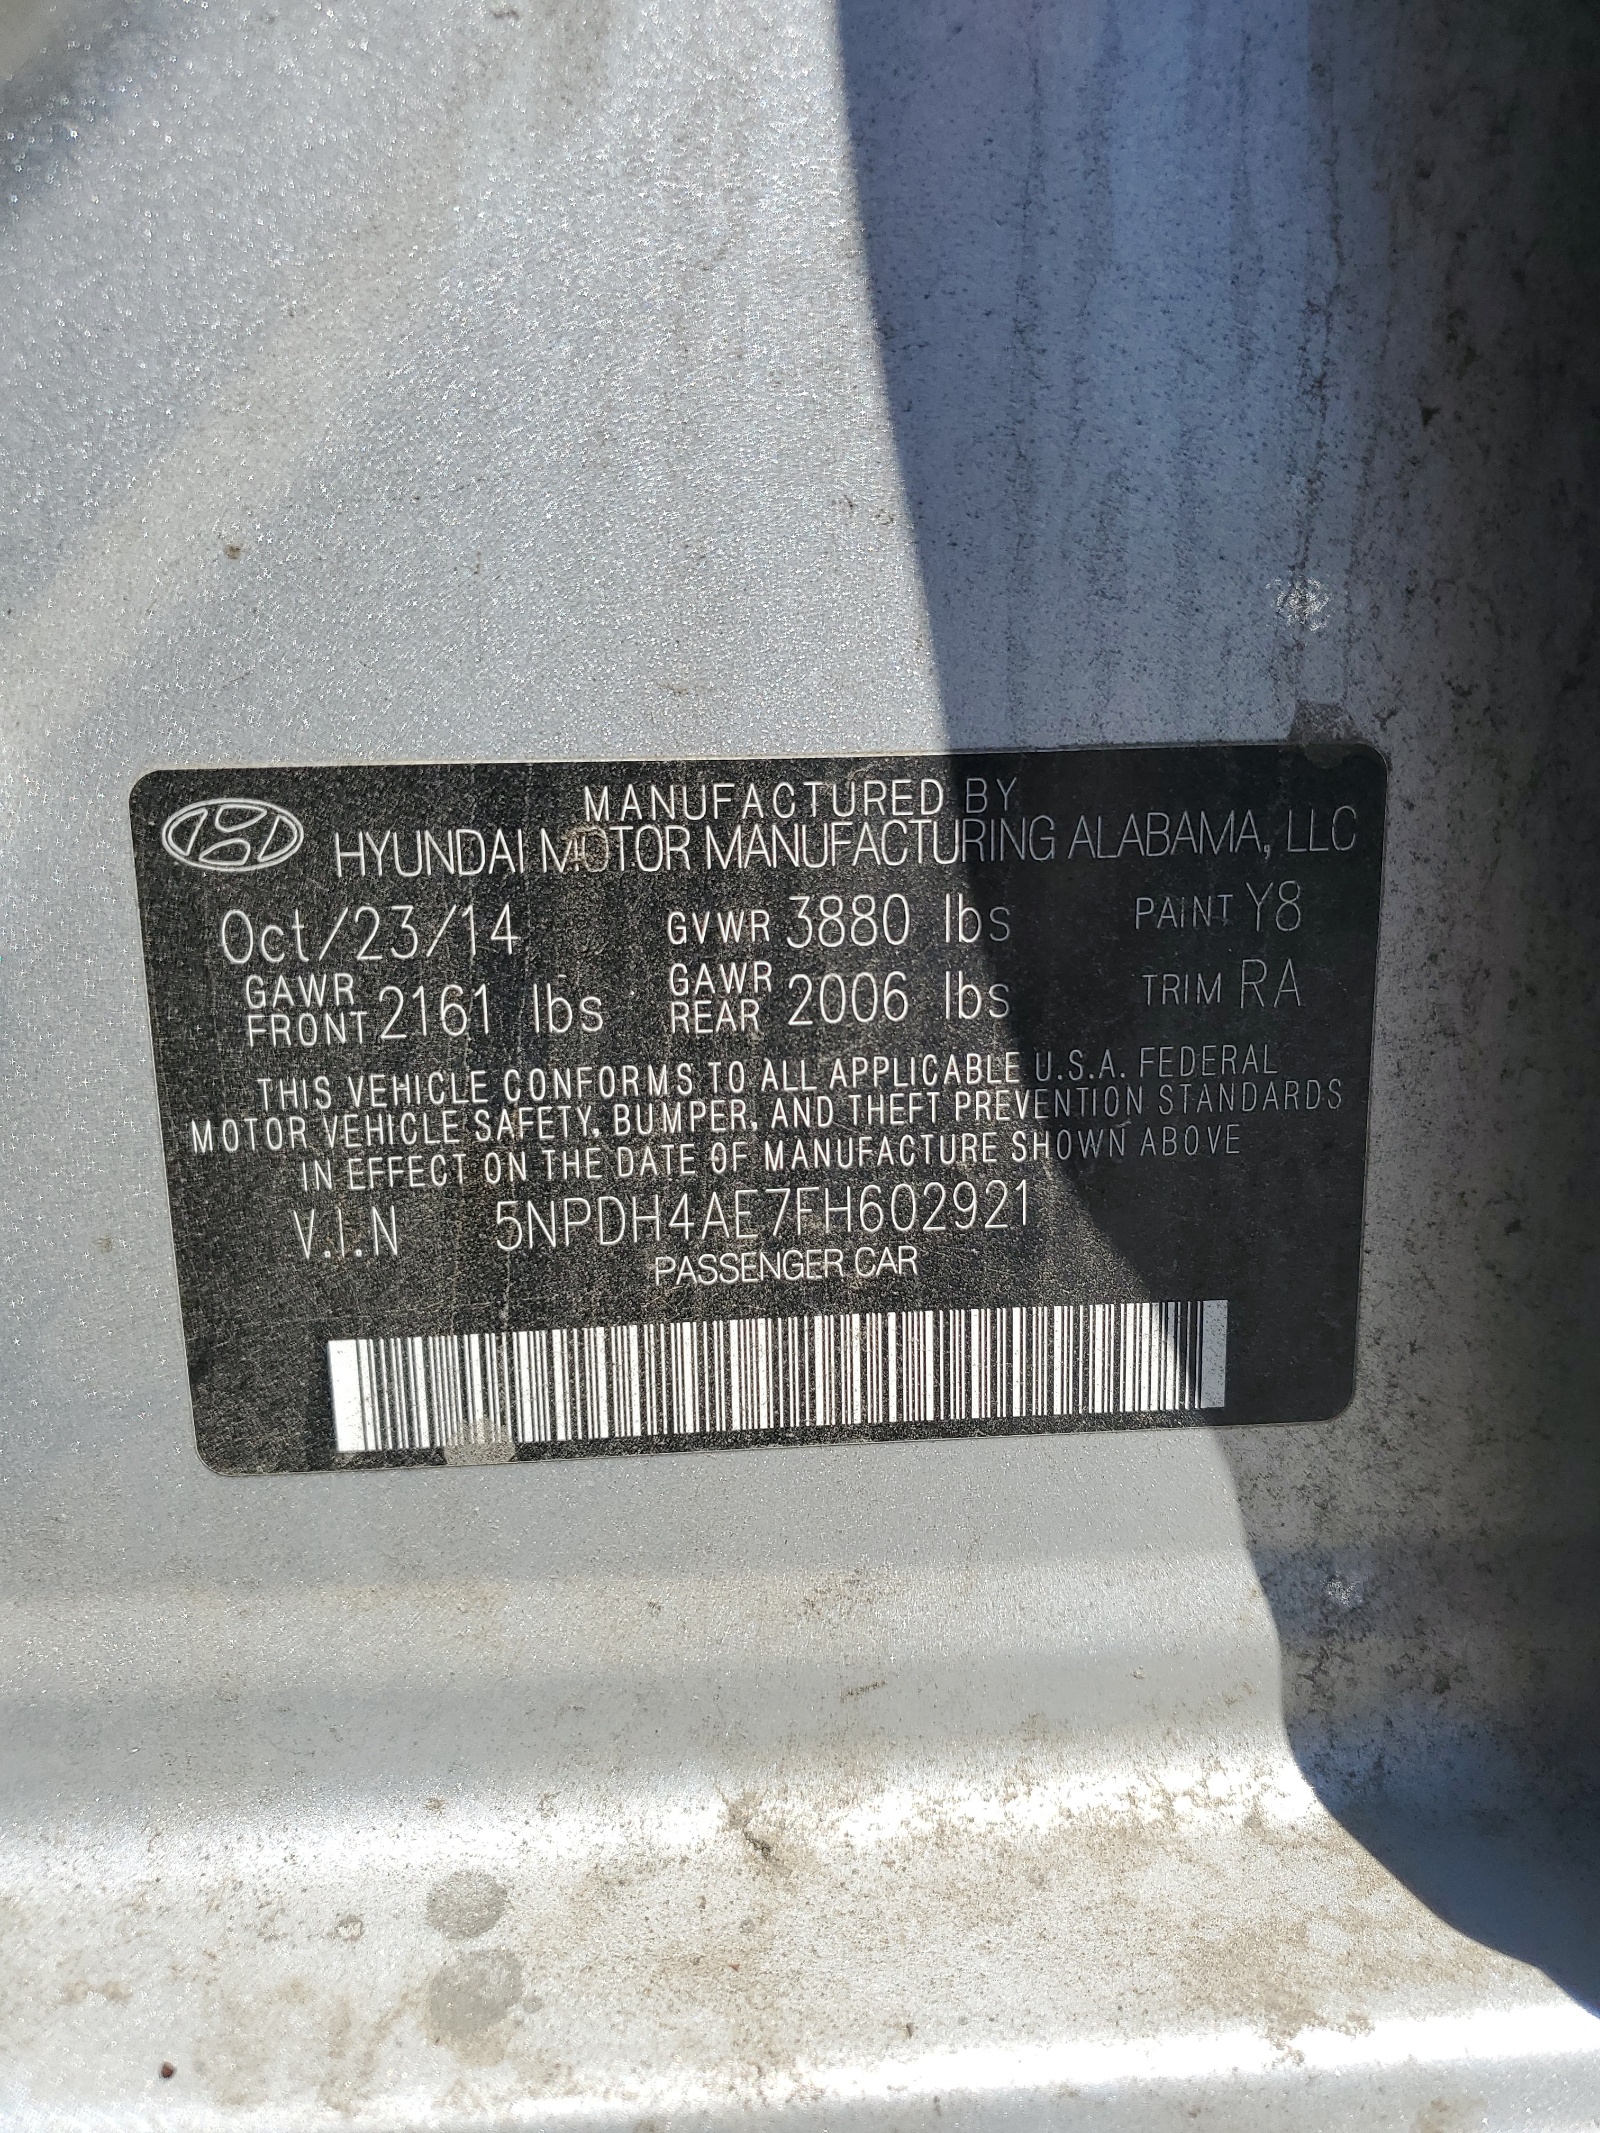 MANUFACTURED BY
HYUNDAI MOTOR MANUFACTURING ALABAMA, LLC
Oct/23/14 GVWR 3880 lbs PAINT Y8
GAWR FRONT 2161 lbs GAWR REAR 2006 lbs TRIM RA
THIS VEHICLE CONFORMS TO ALL APPLICABLE U.S.A. FEDERAL
MOTOR VEHICLE SAFETY, BUMPER, AND THEFT PREVENTION STANDARDS
IN EFFECT ON THE DATE OF MANUFACTURE SHOWN ABOVE
V.I.N 5NPDH4AE7FH602921
PASSENGER CAR